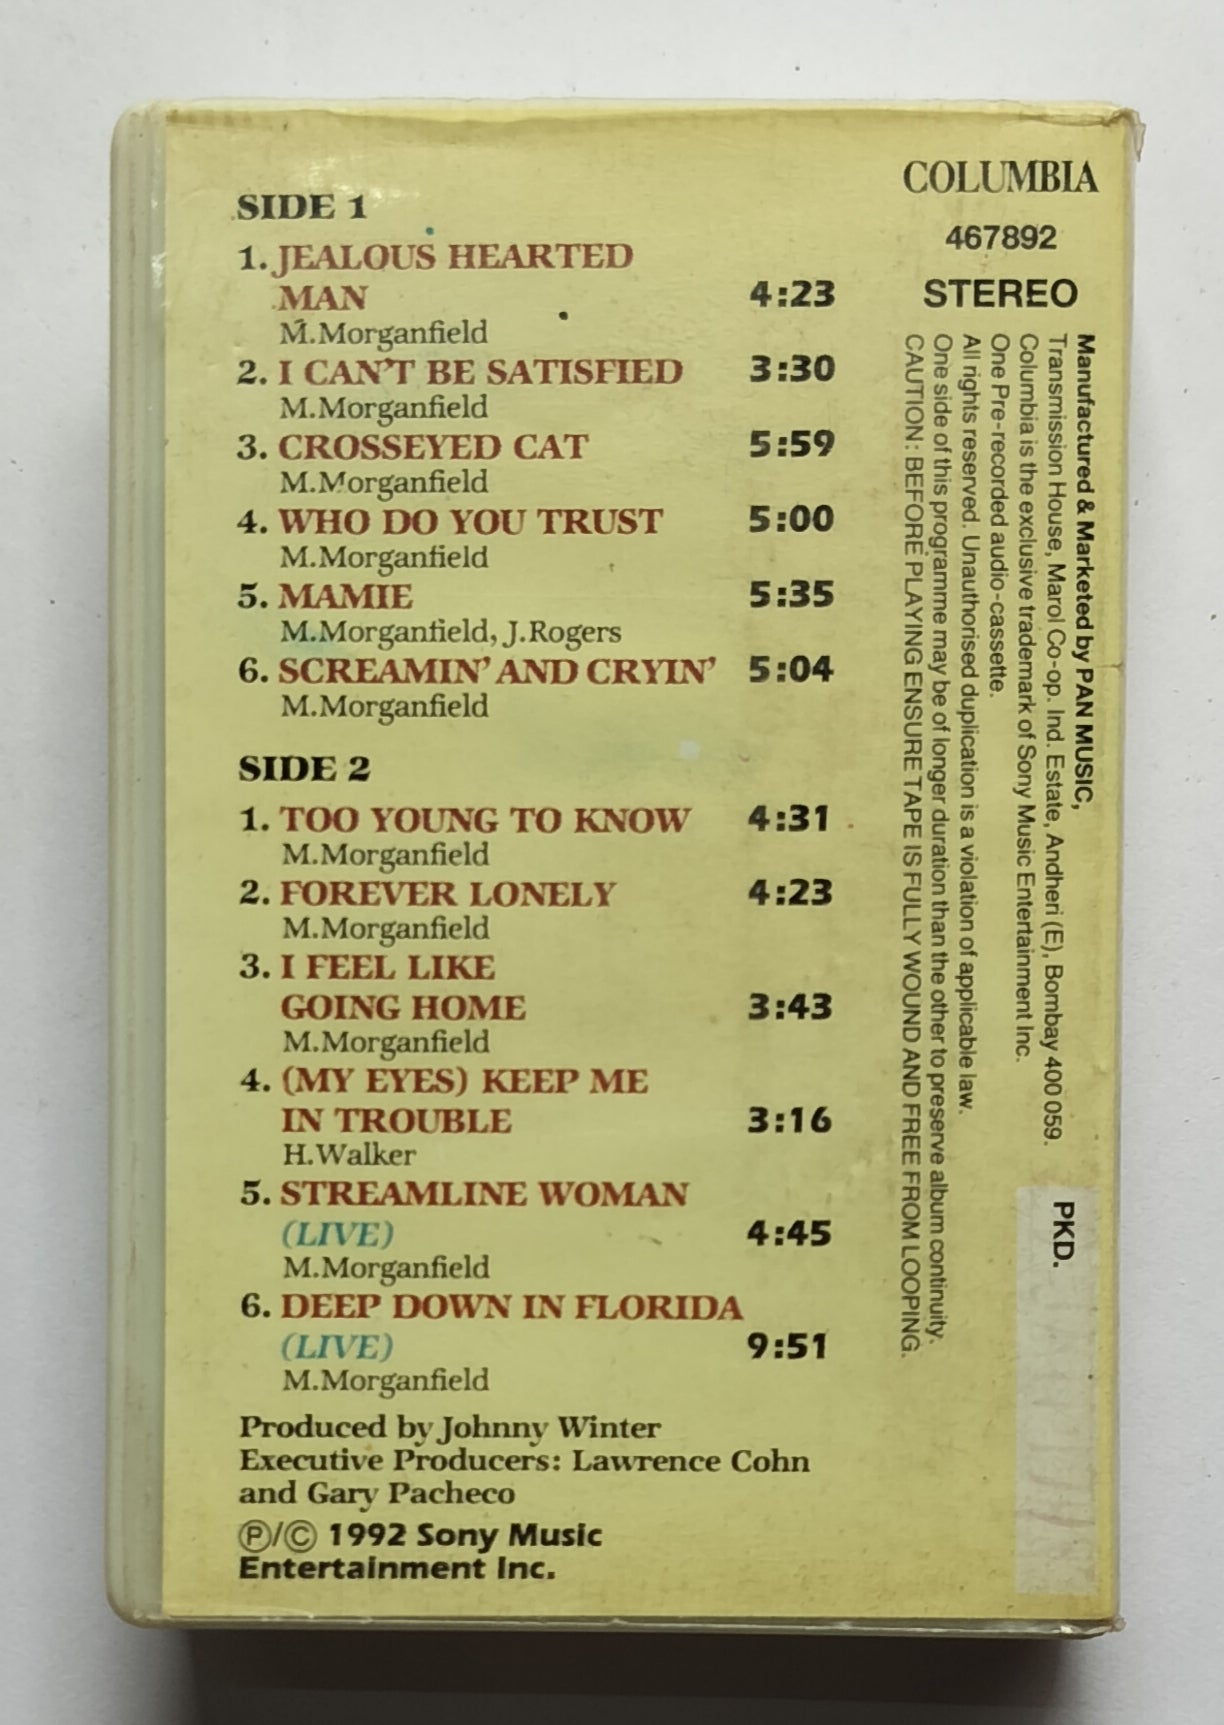 SIDE 1
1. JEALOUS HEARTED
MAN 4:23
M.Morganfield
2. I CAN'T BE SATISFIED 3:30
M.Morganfield
3. CROSSEYED CAT 5:59
M.Morganfield
4. WHO DO YOU TRUST 5:00
M.Morganfield
5. MAMIE 5:35
M.Morganfield, J.Rogers
6. SCREAMIN' AND CRYIN' 5:04
M.Morganfield
SIDE 2
1. TOO YOUNG TO KNOW 4:31
M.Morganfield
2. FOREVER LONELY 4:23
M.Morganfield
3. I FEEL LIKE
GOING HOME 3:43
M.Morganfield
4. (MY EYES) KEEP ME
IN TROUBLE 3:16
H.Walker
5. STREAMLINE WOMAN
(LIVE) 4:45
M.Morganfield
6. DEEP DOWN IN FLORIDA
(LIVE) 9:51
M.Morganfield
Produced by Johnny Winter
Executive Producers: Lawrence Cohn
and Gary Pacheco
Ⓟ/© 1992 Sony Music
Entertainment Inc.
COLUMBIA
467892
STEREO
Manufactured & Marketed by PAN MUSIC,
Transmission House, Marol Co-op. Ind. Estate, Andheri (E), Bombay 400 059.
Columbia is the exclusive trademark of Sony Music Entertainment Inc.
One Pre-recorded audio-cassette.
All rights reserved. Unauthorised duplication is a violation of applicable law.
One side of this programme may be of longer duration than the other to preserve album continuity.
CAUTION: BEFORE PLAYING ENSURE TAPE IS FULLY WOUND AND FREE FROM LOOPING.
PKD.